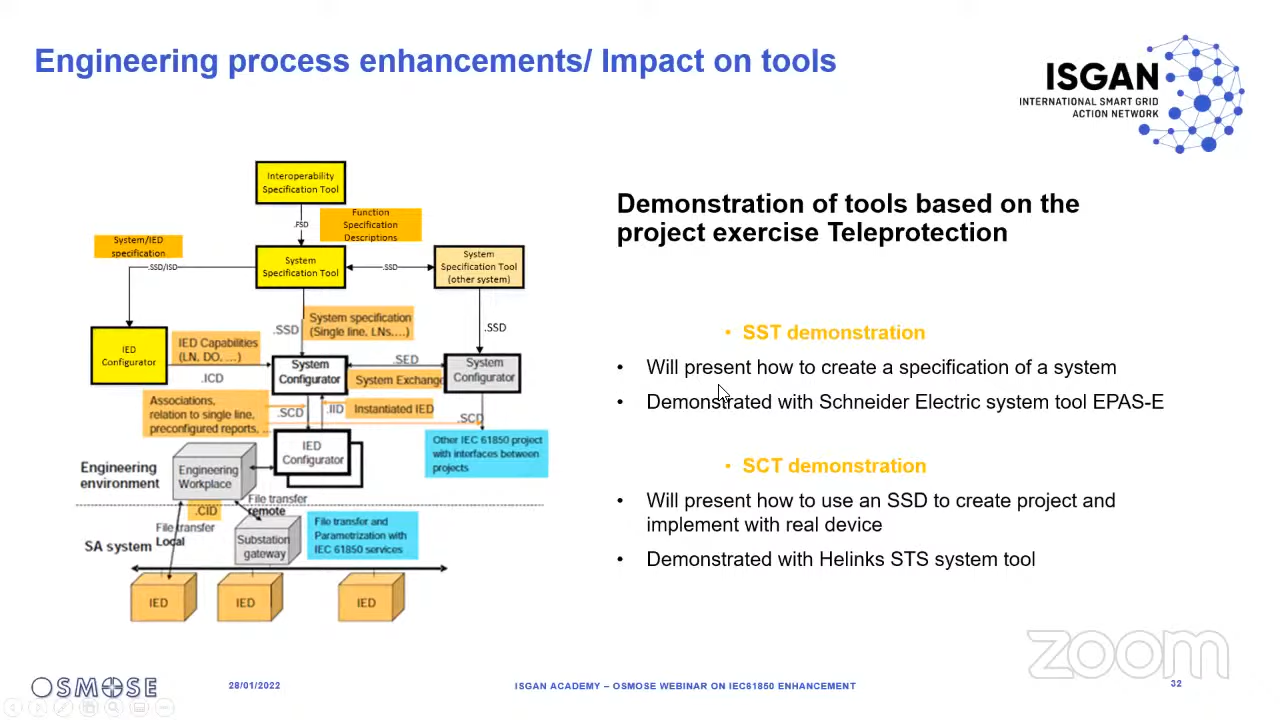 Engineering process enhancements/ Impact on tools
ISGAN
INTERNATIONAL SMART GRID
ACTION NETWORK
Interoperability
Specification Tool
.FSD
Function
Specification
Descriptions
System/IED
specification
.SSD/ISD
System
Specification Tool
.SSD
System
Specification Tool
(other system)
.SSD
System specification
(Single line, LNs....)
.SSD
IED
Configurator
IED Capabilities
(LN, DO, ...)
.ICD
System
Configurator
.SED
System Exchange
System
Configurator
Associations,
relation to single line,
preconfigured reports, ...
.SCD
.IID
Instantiated IED
.SCD
IED
Configurator
Other IEC 61850 project
with interfaces between
projects
Engineering
environment
Engineering
Workplace
.CID
File transfer
remote
File transfer
Local
SA system
Substation
gateway
File transfer and
Parametrization with
IEC 61850 services
IED
IED
IED
Demonstration of tools based on the
project exercise Teleprotection
• SST demonstration
• Will present how to create a specification of a system
• Demonstrated with Schneider Electric system tool EPAS-E
• SCT demonstration
• Will present how to use an SSD to create project and
implement with real device
• Demonstrated with Helinks STS system tool
zoom
OSMOSE
28/01/2022
ISGAN ACADEMY – OSMOSE WEBINAR ON IEC61850 ENHANCEMENT
32